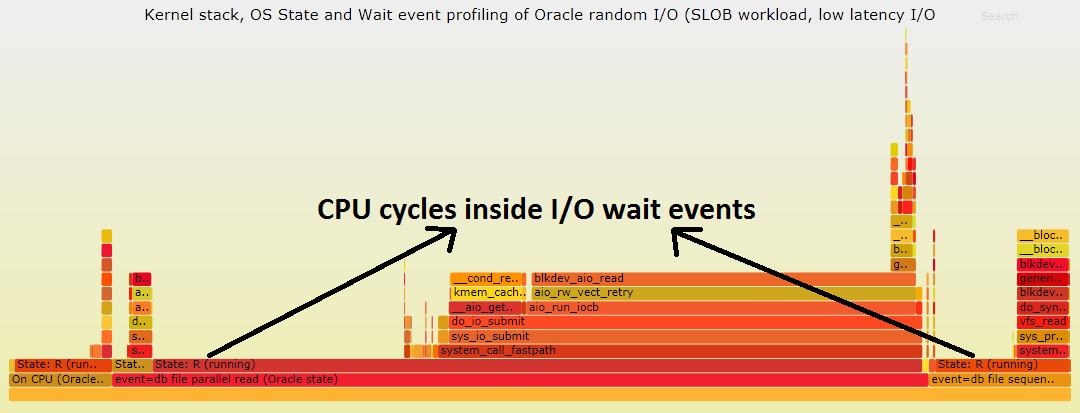 Kernel stack, OS State and Wait event profiling of Oracle random I/O (SLOB workload, low latency I/O
Search
CPU cycles inside I/O wait events
__bloc..
__bloc..
b..
g..
blkdev..
b..
__cond_re..
blkdev_aio_read
generi..
a..
kmem_cach..
aio_rw_vect_retry
blkdev..
a..
__aio_get..
aio_run_iocb
do_syn..
d..
do_io_submit
vfs_read
s..
sys_io_submit
sys_pr..
s..
system_call_fastpath
system..
State: R (run..
Stat..
State: R (running)
State: R (running)
On CPU (Oracle..
event=db file parallel read (Oracle state)
event=db file sequen..